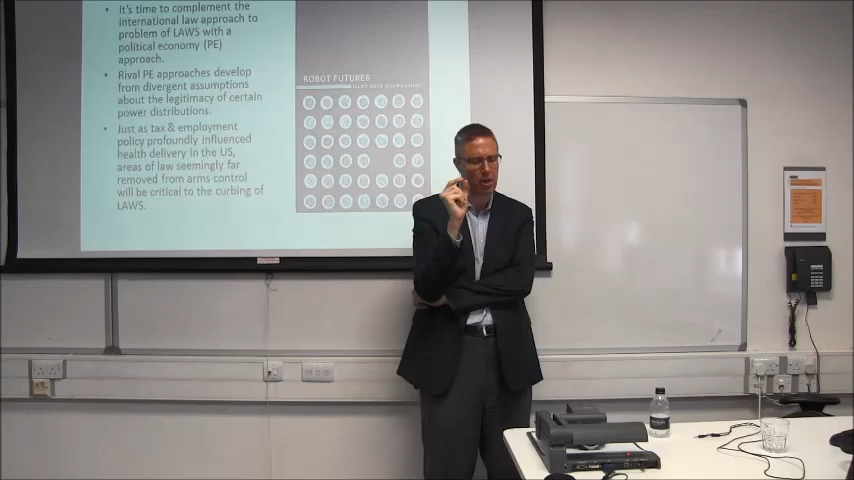 It's time to complement the
international law approach to
problem of LAWS with a
political economy (PE)
approach.
Rival PE approaches develop
from divergent assumptions
about the legitimacy of certain
power distributions.
Just as tax & employment
policy profoundly influenced
health delivery in the US,
areas of law seemingly far
removed from arms control
will be critical to the curbing of
LAWS.
ROBOT FUTURES
ILLAH REZA NOURBAKHSH